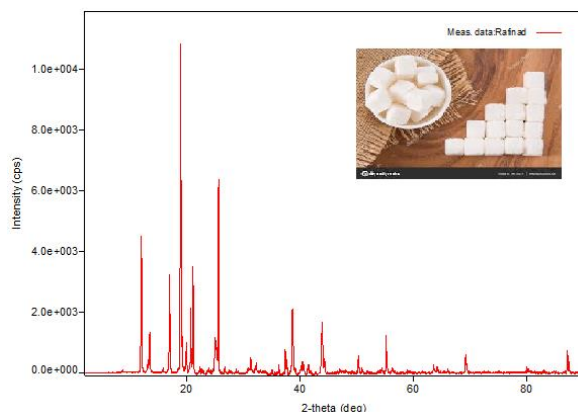 Meas. data:Rafinad
Intensity (cps)
1.0e+004
8.0e+003
6.0e+003
4.0e+003
2.0e+003
0.0e+000
20
40
60
80
2-theta (deg)